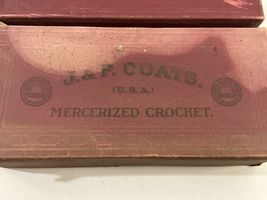 J. & P. COATS.
(U.S.A.)
MERCERIZED CROCHET.